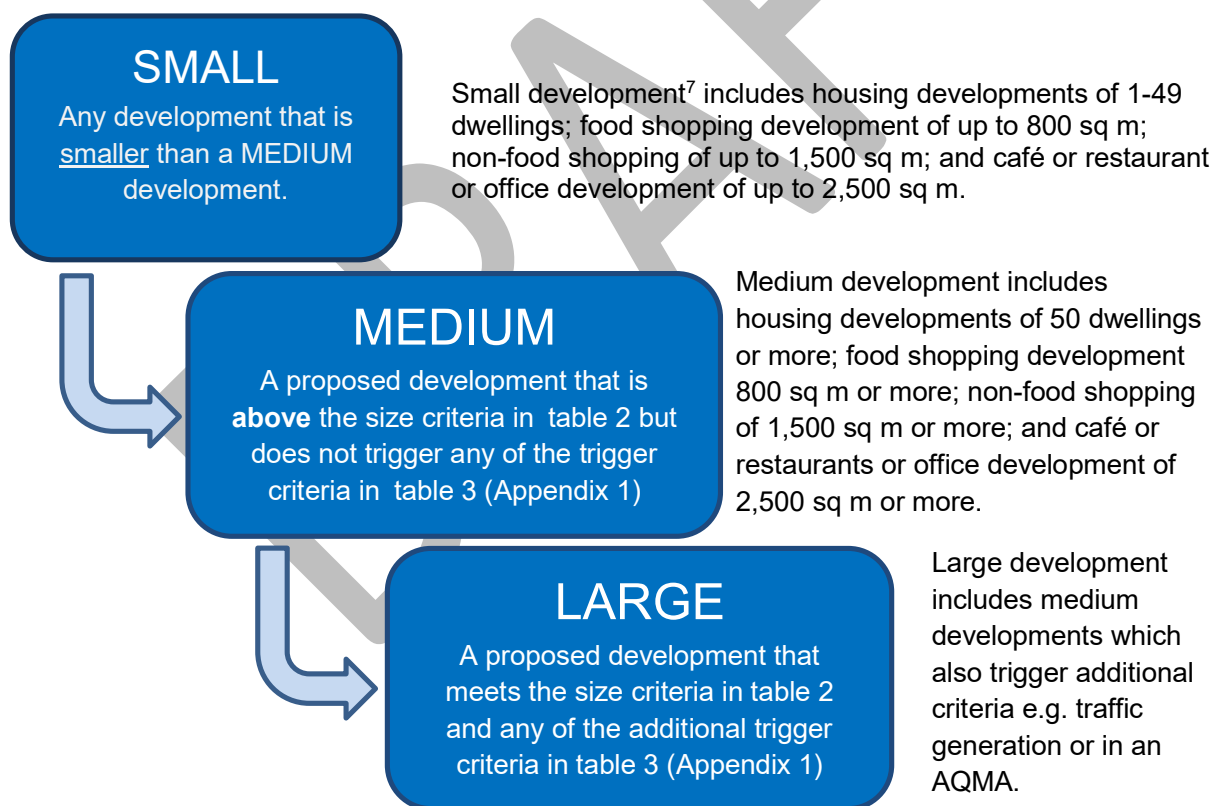 SMALL
Any development that is
smaller than a MEDIUM
development.
Small development7 includes housing developments of 1-49
dwellings; food shopping development of up to 800 sq m;
non-food shopping of up to 1,500 sq m; and café or restaurant
or office development of up to 2,500 sq m.
MEDIUM
A proposed development that is
above the size criteria in  table 2 but
does not trigger any of the trigger
criteria in  table 3 (Appendix 1)
Medium development includes
housing developments of 50 dwellings
or more; food shopping development
800 sq m or more; non-food shopping
of 1,500 sq m or more; and café or
restaurants or office development of
2,500 sq m or more.
LARGE
A proposed development that
meets the size criteria in table 2
and any of the additional trigger
criteria in table 3 (Appendix 1)
Large development
includes medium
developments which
also trigger additional
criteria e.g. traffic
generation or in an
AQMA.